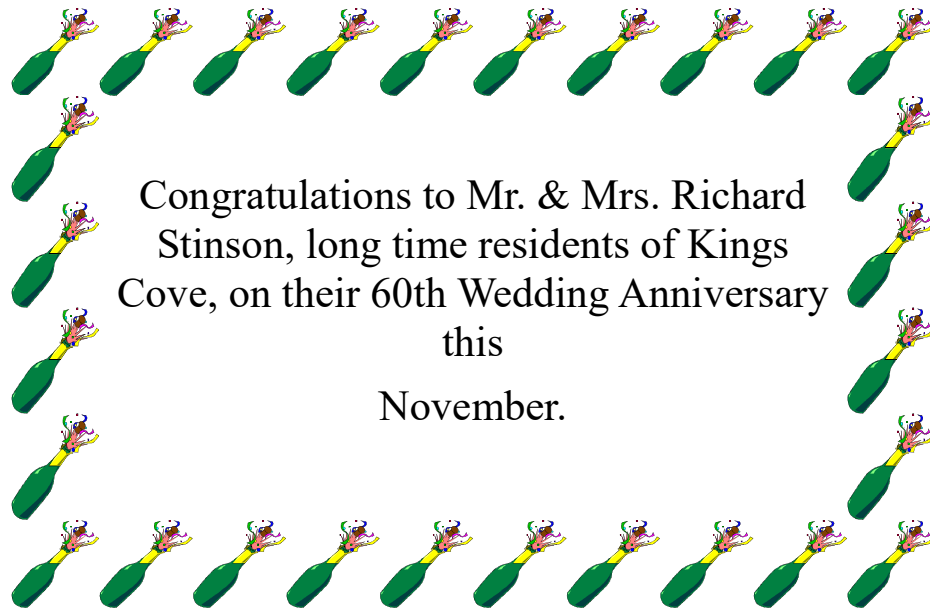 Congratulations to Mr. & Mrs. Richard
Stinson, long time residents of Kings
Cove, on their 60th Wedding Anniversary
this
November.